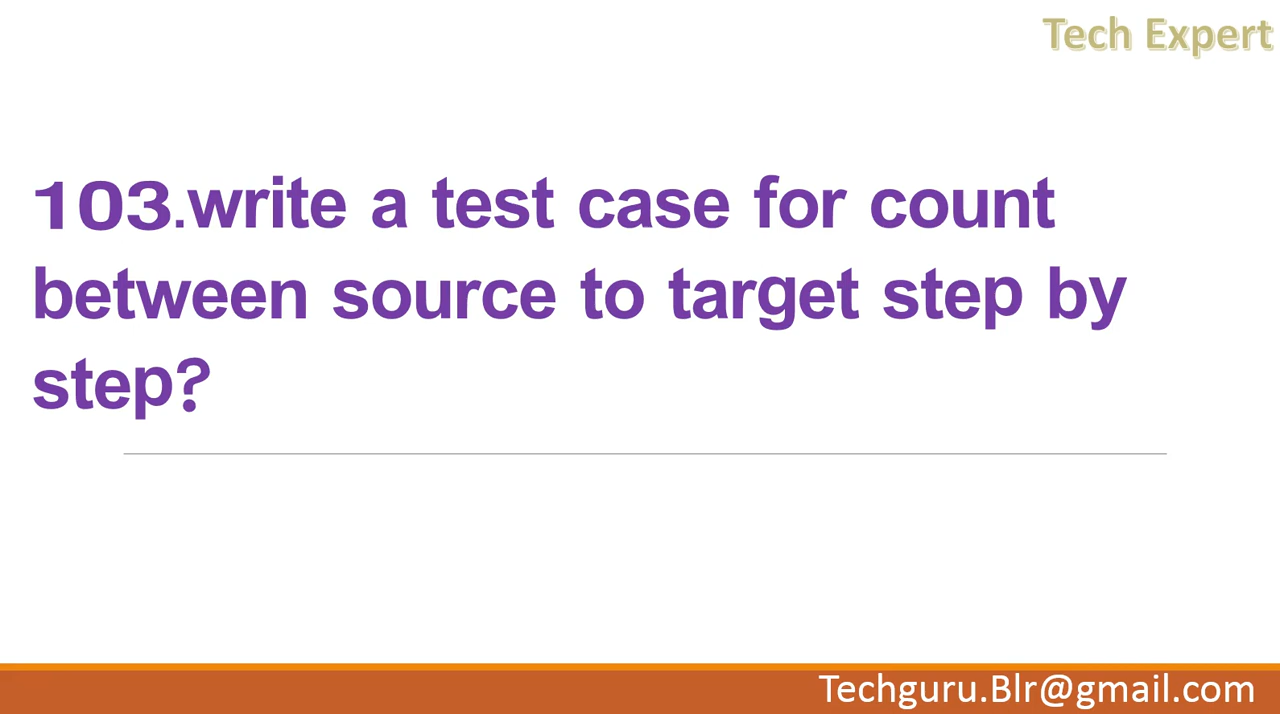 Tech Expert
103.write a test case for count
between source to target step by
step?
Techguru.Blr@gmail.com